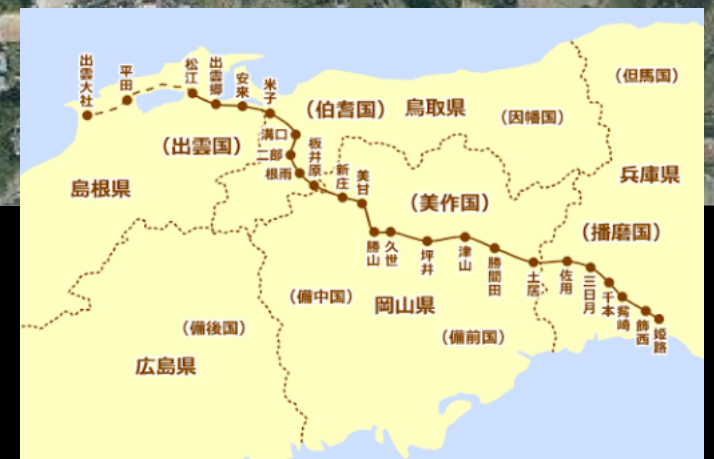 出雲大社
平田
松江
出雲郷
安来
米子
溝口
二部
根雨
板井原
新庄
美甘
勝山
久世
坪井
津山
勝間田
土居
佐用
三日月
千本
觜崎
飾西
姫路
(出雲国)
島根県
(伯耆国)
鳥取県
(因幡国)
(但馬国)
兵庫県
(播磨国)
(美作国)
(備中国)
岡山県
(備前国)
(備後国)
広島県